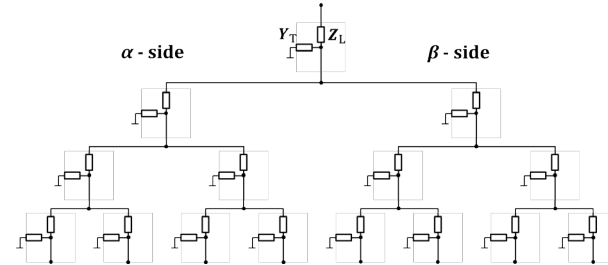 Y_T Z_L
α - side β - side